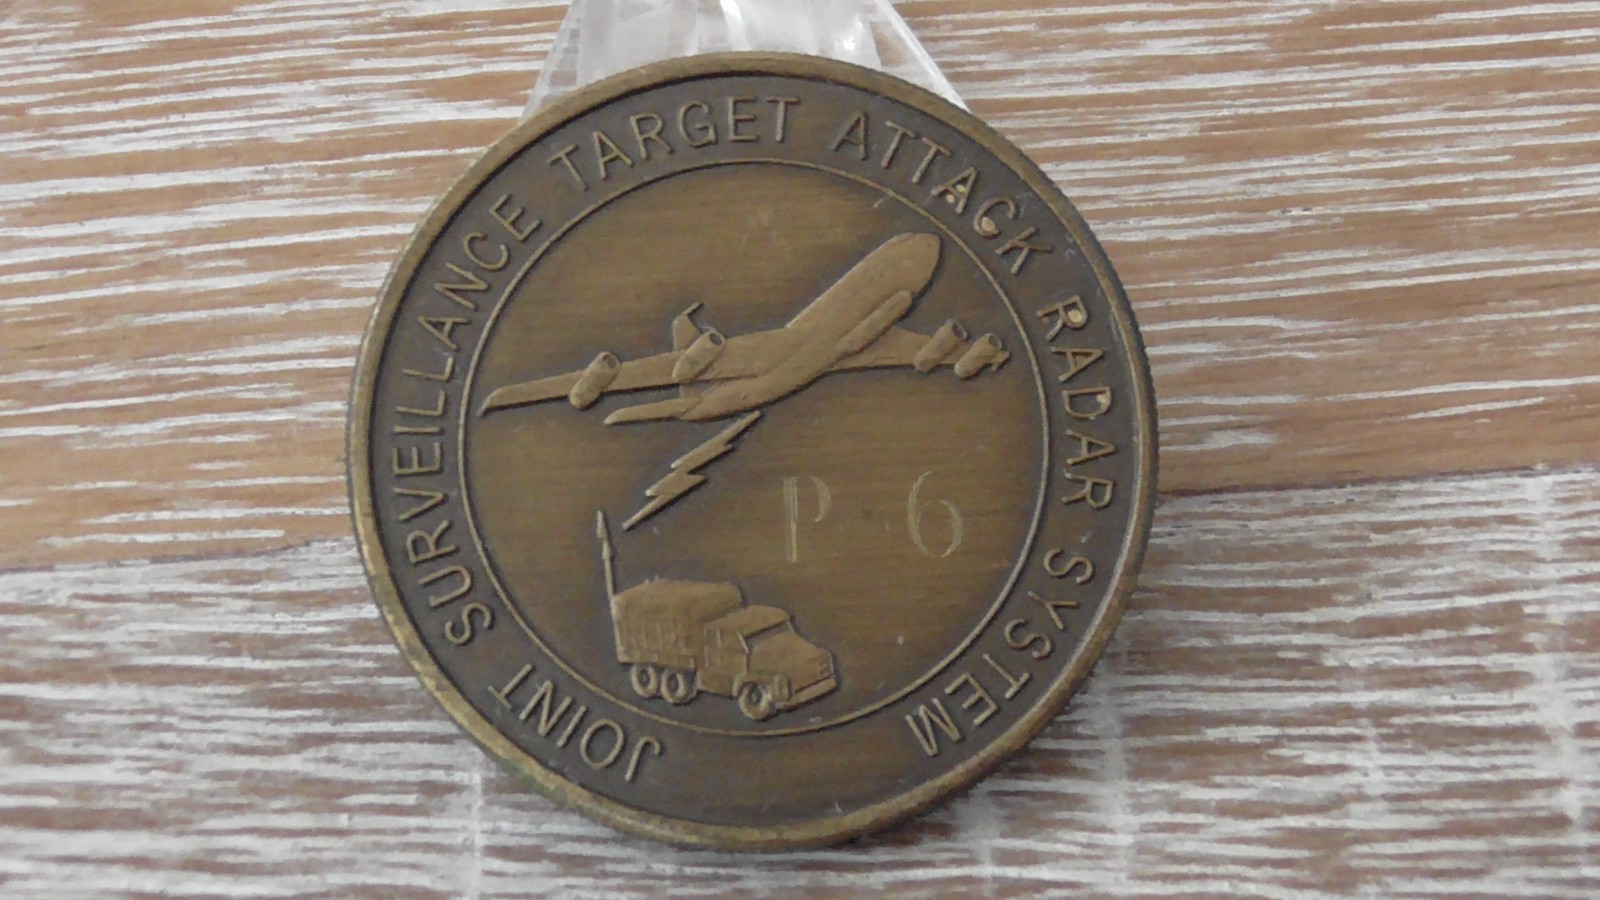 JOINT SURVEILLANCE TARGET ATTACK RADAR SYSTEM
P 6